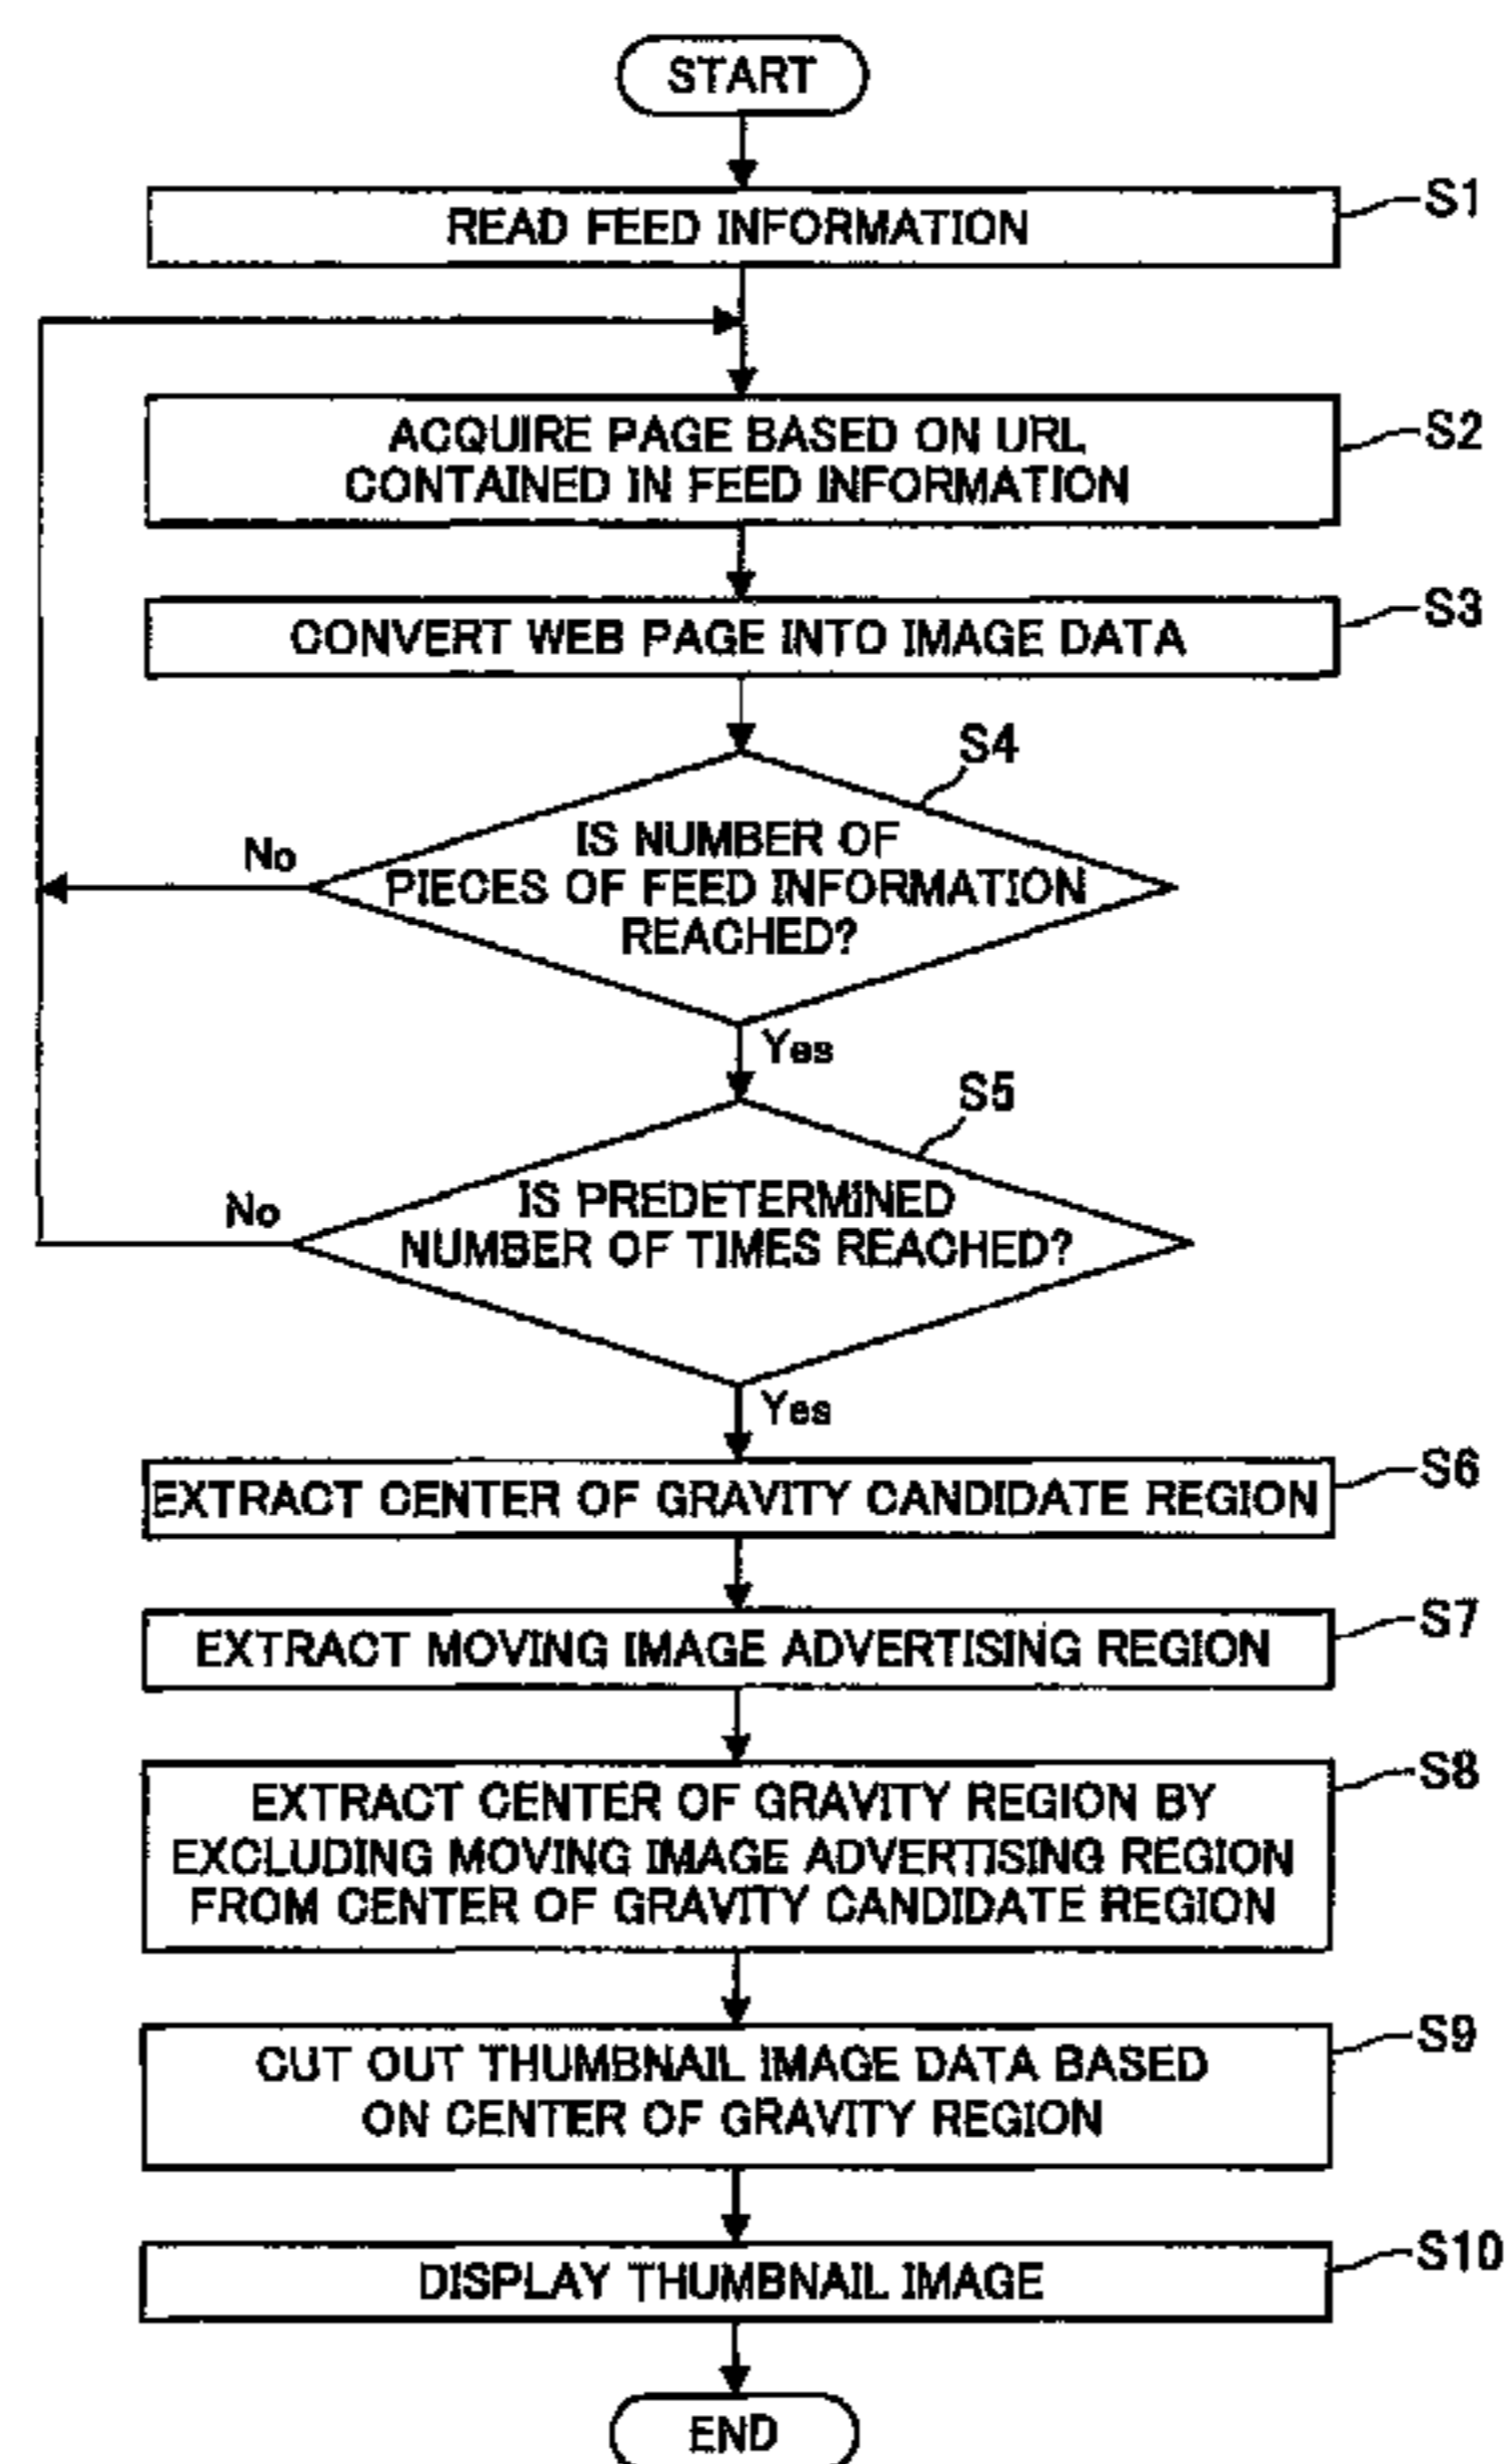 START
READ FEED INFORMATION
S1
ACQUIRE PAGE BASED ON URL
CONTAINED IN FEED INFORMATION
S2
CONVERT WEB PAGE INTO IMAGE DATA
S3
S4
IS NUMBER OF
PIECES OF FEED INFORMATION
REACHED?
No
Yes
S5
IS PREDETERMINED
NUMBER OF TIMES REACHED?
No
Yes
EXTRACT CENTER OF GRAVITY CANDIDATE REGION
S6
EXTRACT MOVING IMAGE ADVERTISING REGION
S7
EXTRACT CENTER OF GRAVITY REGION BY
EXCLUDING MOVING IMAGE ADVERTISING REGION
FROM CENTER OF GRAVITY CANDIDATE REGION
S8
CUT OUT THUMBNAIL IMAGE DATA BASED
ON CENTER OF GRAVITY REGION
S9
DISPLAY THUMBNAIL IMAGE
S10
END